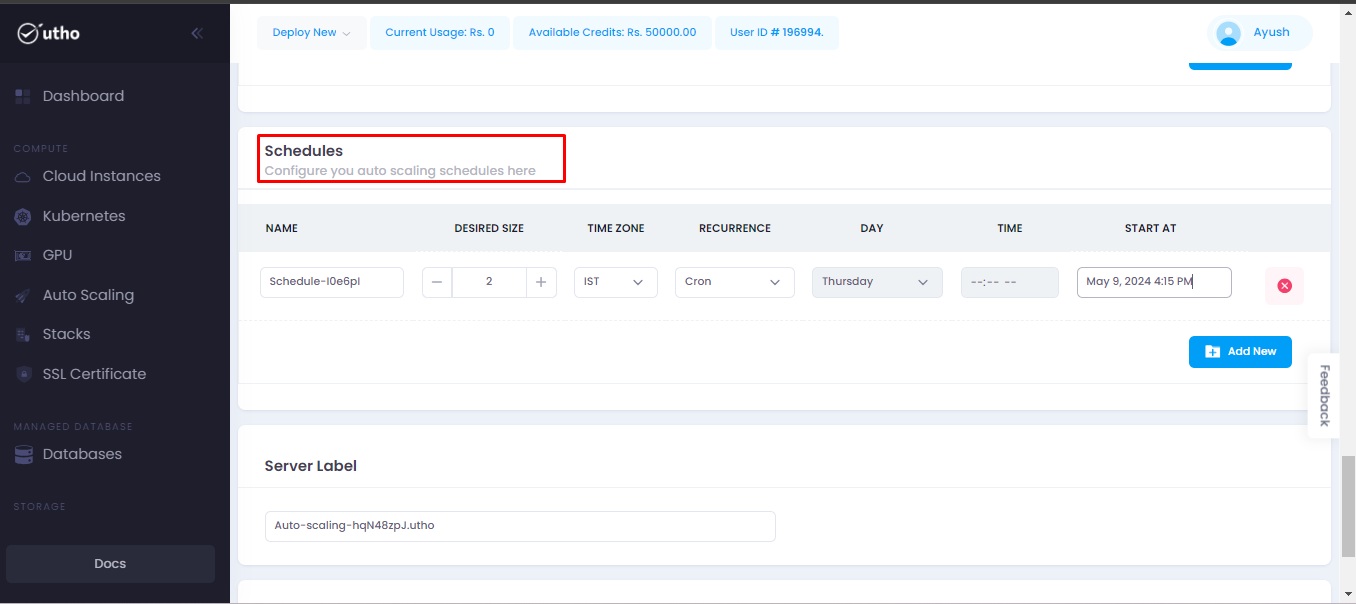 utho
Deploy New
Current Usage: Rs. 0
Available Credits: Rs. 50000.00
User ID # 196994.
Ayush
Dashboard
COMPUTE
Cloud Instances
Kubernetes
GPU
Auto Scaling
Stacks
SSL Certificate
MANAGED DATABASE
Databases
STORAGE
Docs
Schedules
Configure you auto scaling schedules here
NAME DESIRED SIZE TIME ZONE RECURRENCE DAY TIME START AT
Schedule-l0e6pl − 2 + IST Cron Thursday --:-- -- May 9, 2024 4:15 PM
Add New
Feedback
Server Label
Auto-scaling-hqN48zpJ.utho